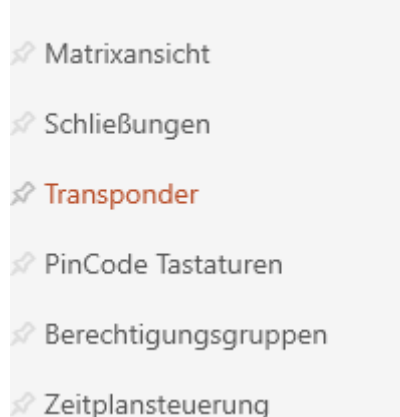 Matrixansicht
Schließungen
Transponder
PinCode Tastaturen
Berechtigungsgruppen
Zeitplansteuerung